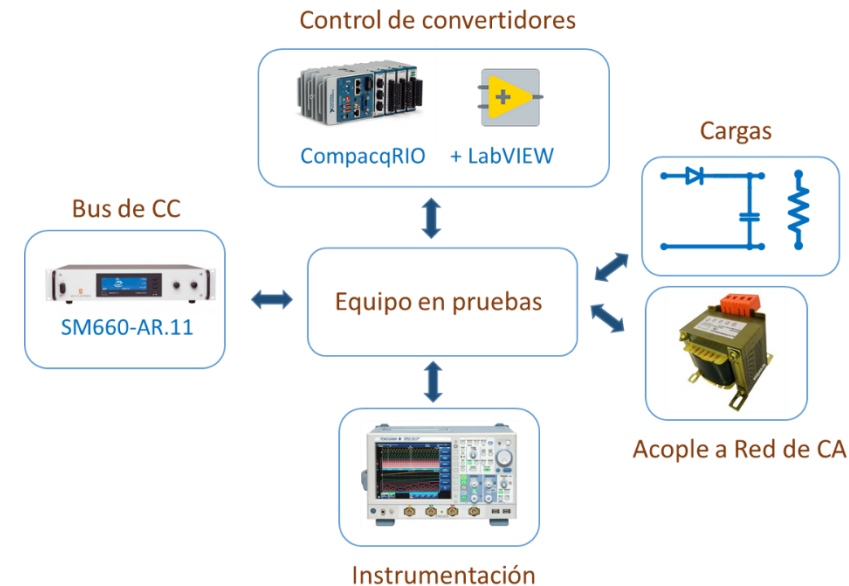 Control de convertidores
CompacqRIO + LabVIEW
Cargas
Bus de CC
SM660-AR.11
Equipo en pruebas
YOKOGAWA
Acople a Red de CA
Instrumentación